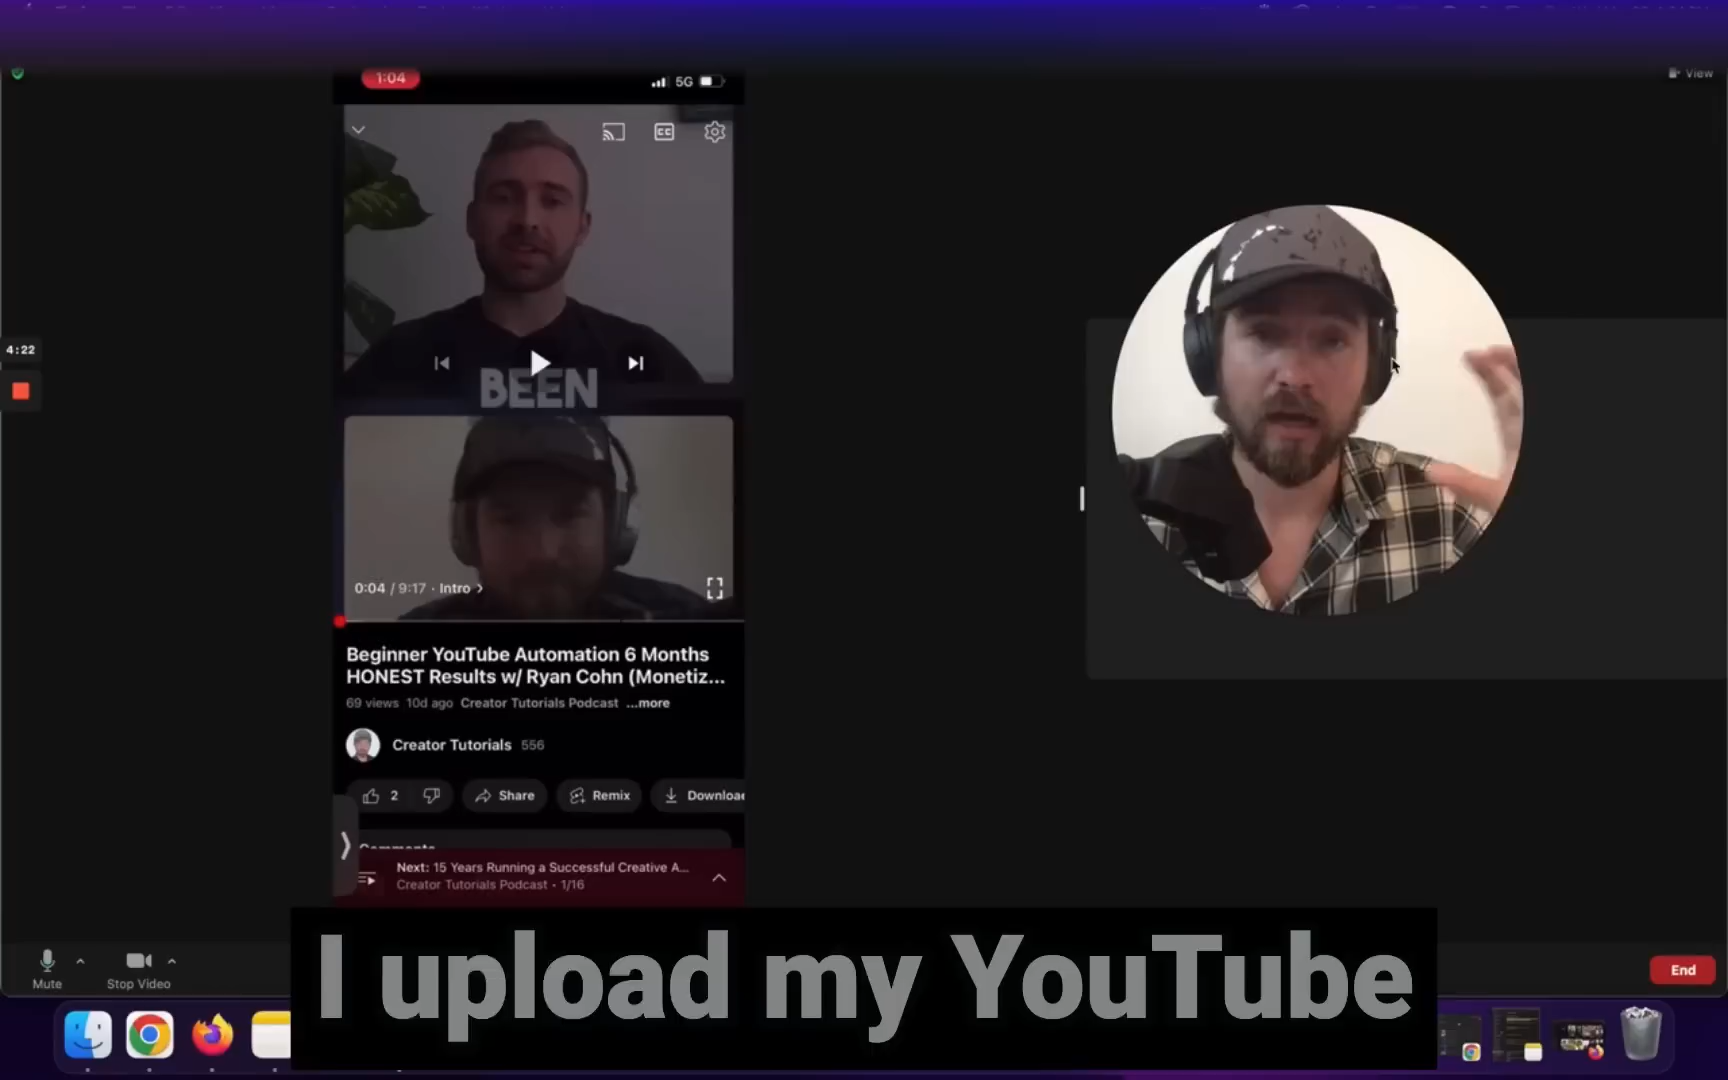 1:04
5G
View
CC
4:22
BEEN
0:04 / 9:17 · Intro >
Beginner YouTube Automation 6 Months
HONEST Results w/ Ryan Cohn (Monetiz...
69 views 10d ago Creator Tutorials Podcast ...more
Creator Tutorials 556
2
Share
Remix
Downloa
Comments
Next: 15 Years Running a Successful Creative A...
Creator Tutorials Podcast • 1/16
Mute
Stop Video
End
I upload my YouTube